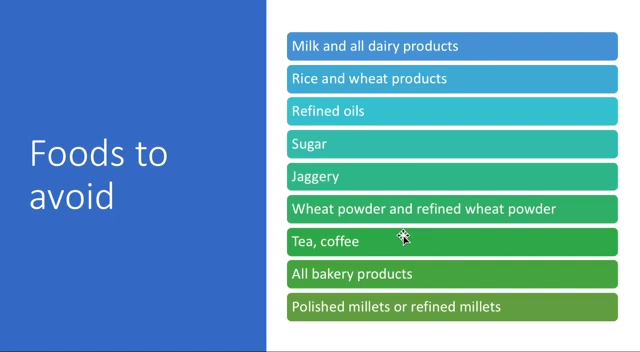 Foods to
avoid
Milk and all dairy products
Rice and wheat products
Refined oils
Sugar
Jaggery
Wheat powder and refined wheat powder
Tea, coffee
All bakery products
Polished millets or refined millets